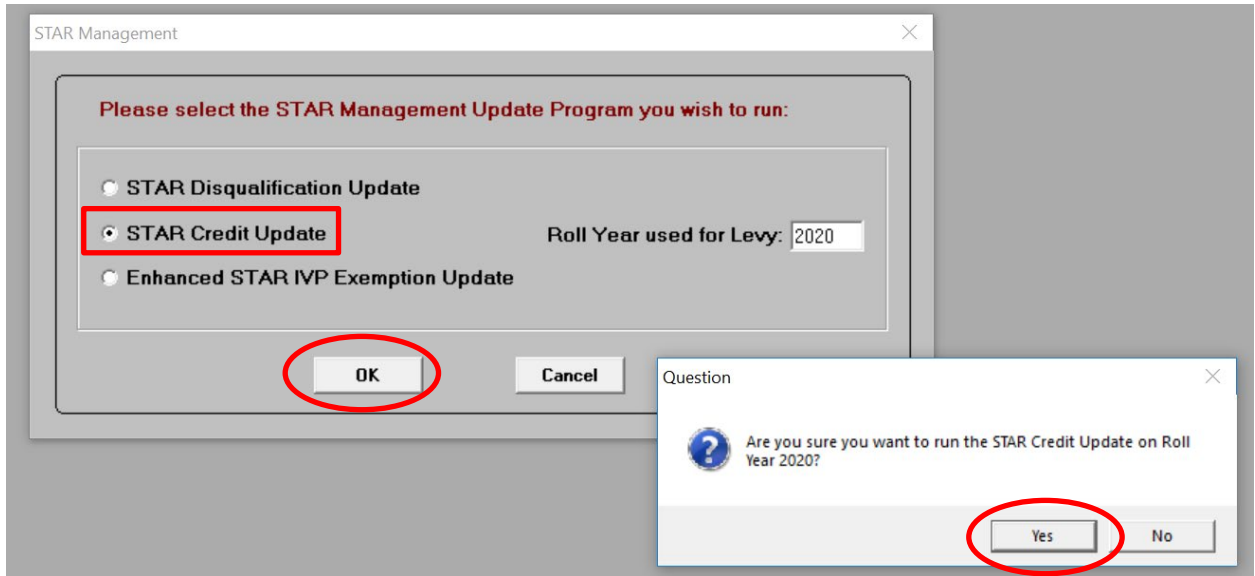 STAR Management
Please select the STAR Management Update Program you wish to run:
STAR Disqualification Update
STAR Credit Update
Roll Year used for Levy: 2020
Enhanced STAR IVP Exemption Update
OK
Cancel
Question
Are you sure you want to run the STAR Credit Update on Roll
Year 2020?
Yes
No